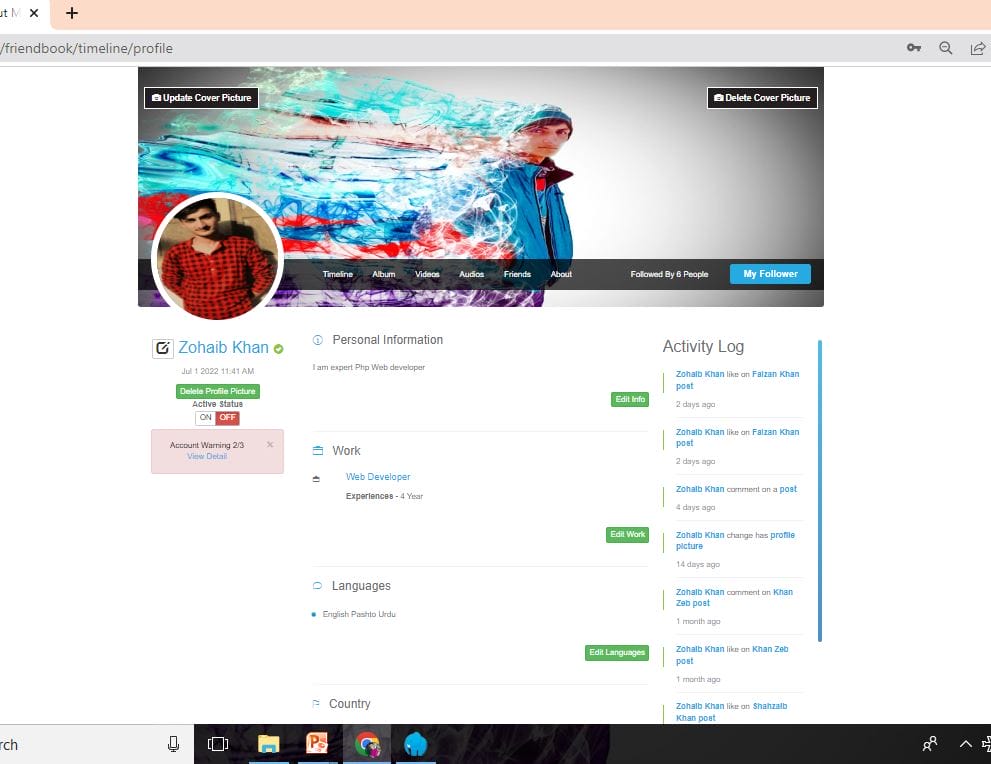 /friendbook/timeline/profile
Update Cover Picture
Delete Cover Picture
Timeline Album Videos Audios Friends About Followed By 6 People My Follower
Zohaib Khan
Jul 1 2022 11:41 AM
Delete Profile Picture
Active Status
ON OFF
Account Warning 2/3 ×
View Detail
Personal Information
I am expert Php Web developer
Edit Info
Work
Web Developer
Experiences - 4 Year
Edit Work
Languages
English Pashto Urdu
Edit Languages
Country
Activity Log
Zohaib Khan like on Faizan Khan
post
2 days ago
Zohaib Khan like on Faizan Khan
post
2 days ago
Zohaib Khan comment on a post
4 days ago
Zohaib Khan change has profile
picture
14 days ago
Zohaib Khan comment on Khan
Zeb post
1 month ago
Zohaib Khan like on Khan Zeb
post
1 month ago
Zohaib Khan like on Shahzaib
Khan post
rch